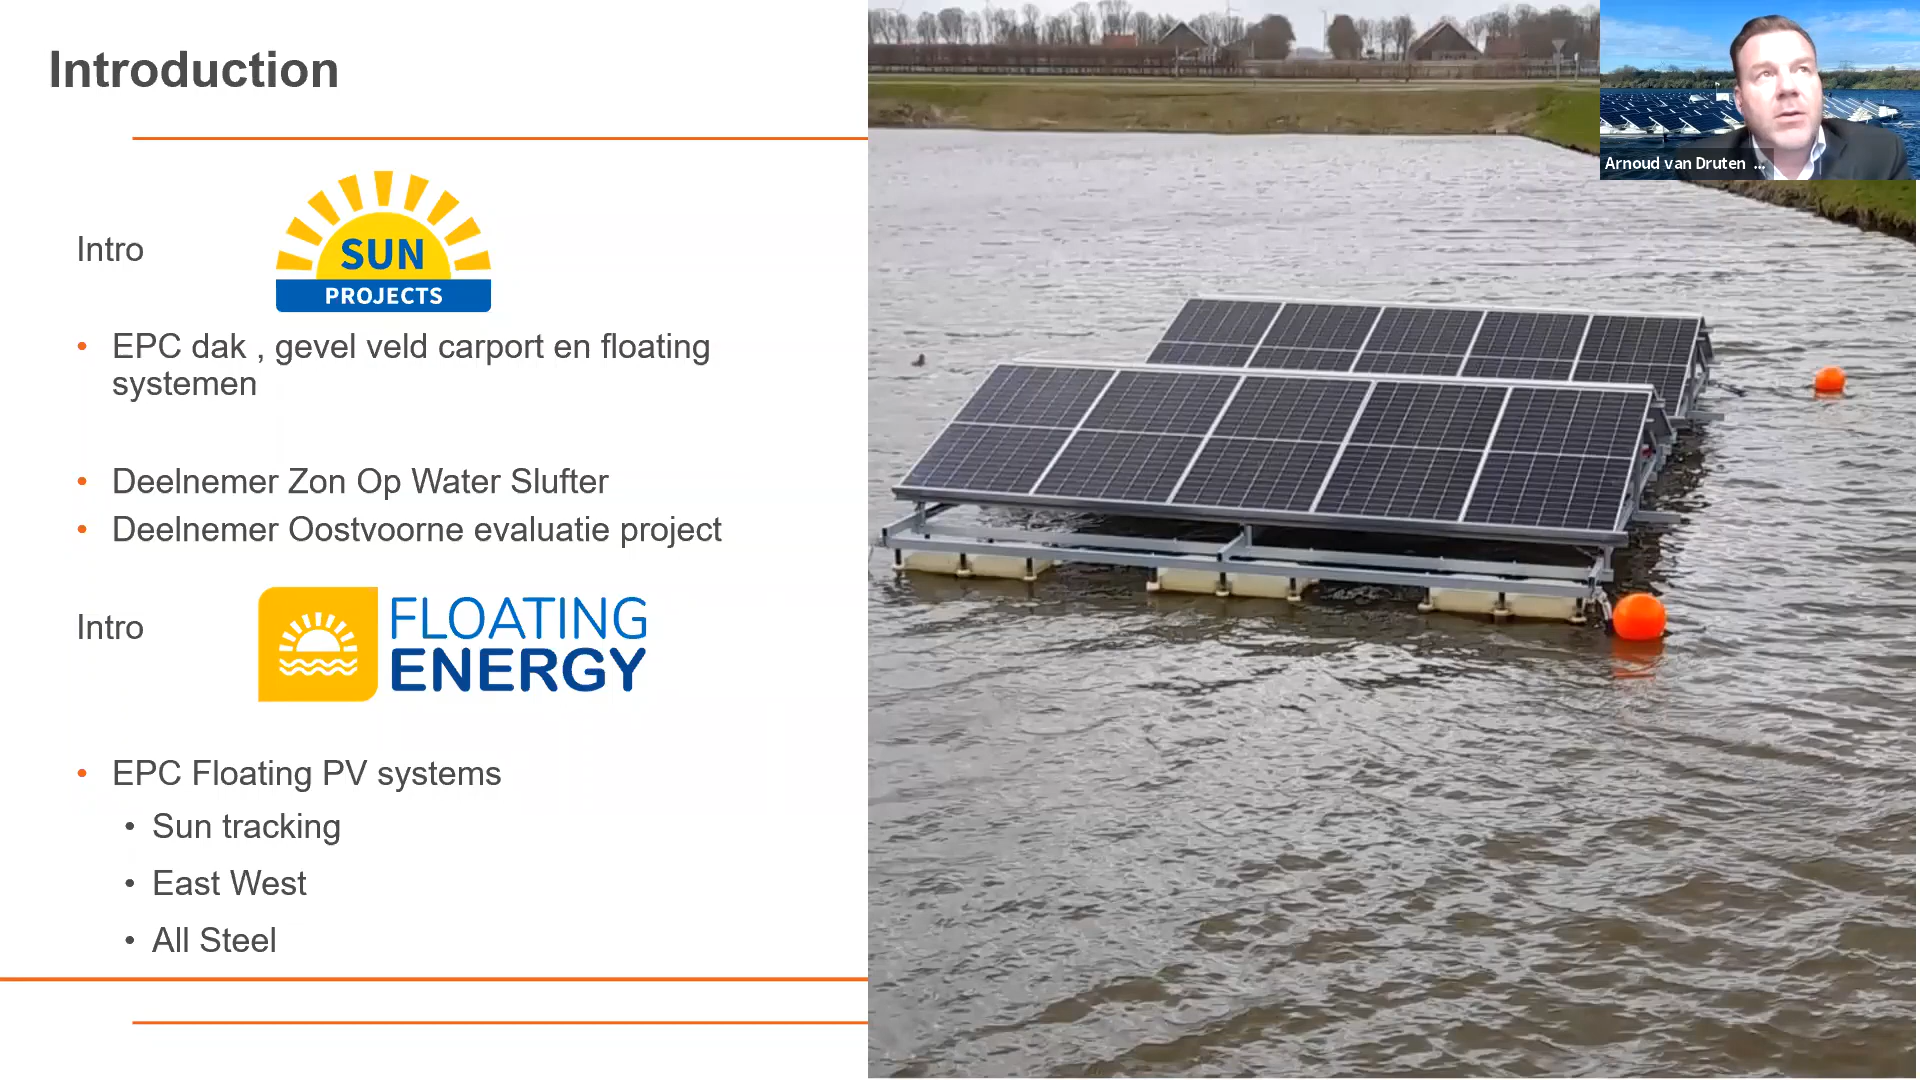 Introduction
Arnoud van Druten ...
Intro
SUN
PROJECTS
• EPC dak , gevel veld carport en floating
systemen
• Deelnemer Zon Op Water Slufter
• Deelnemer Oostvoorne evaluatie project
Intro
FLOATING
ENERGY
• EPC Floating PV systems
• Sun tracking
• East West
• All Steel